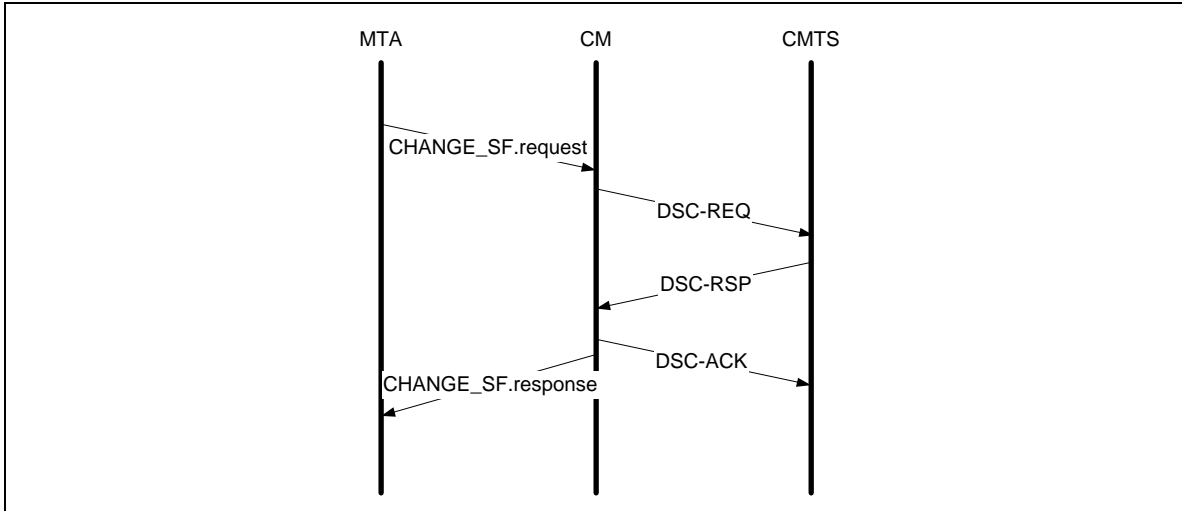 MTA
CM
CMTS
CHANGE_SF.request
DSC-REQ
DSC-RSP
DSC-ACK
CHANGE_SF.response